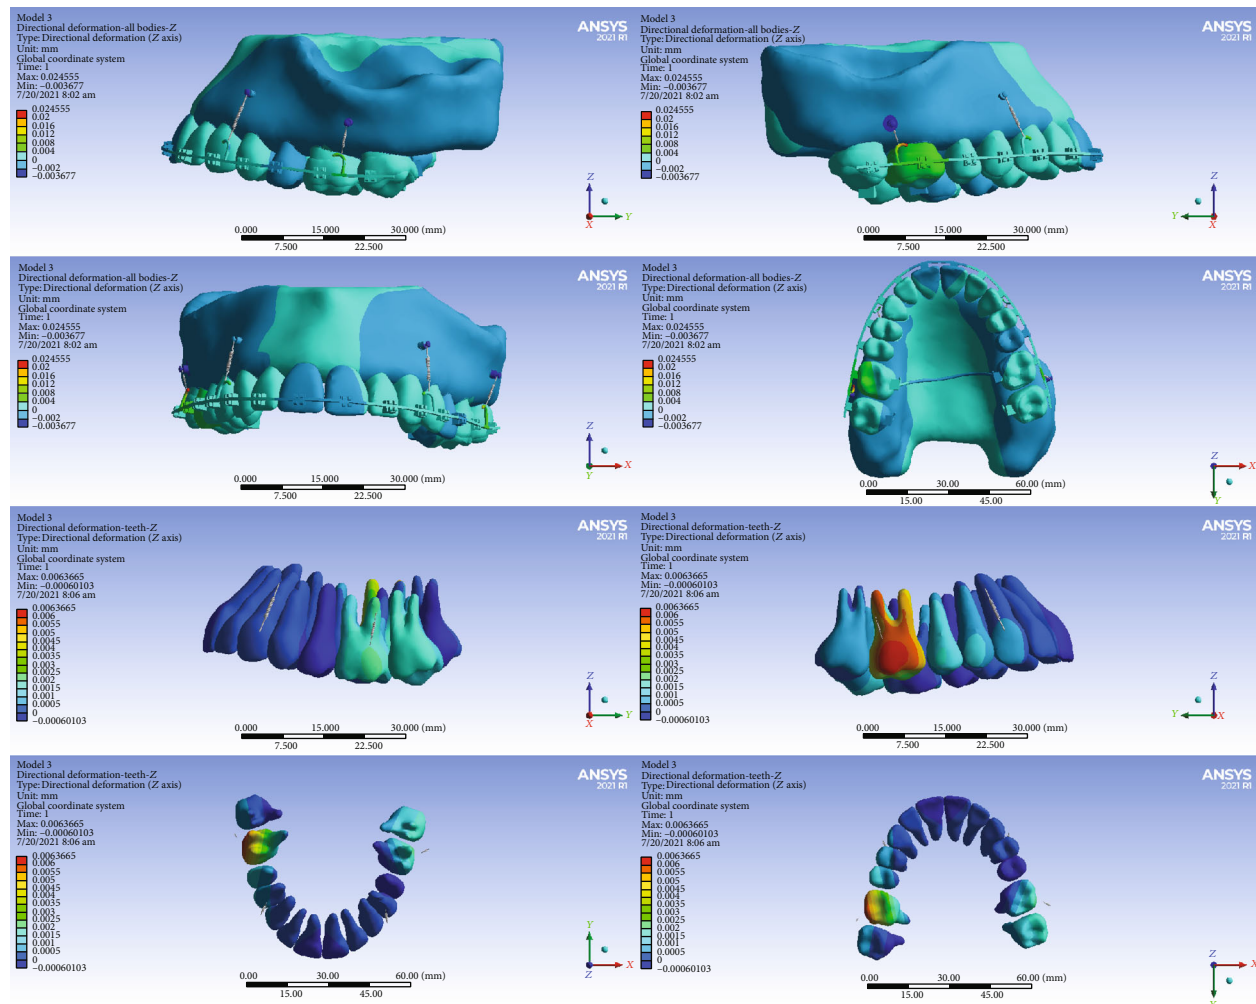 Model 3
Directional deformation-all bodies-Z
Type: Directional deformation (Z axis)
Unit: mm
Global coordinate system
Time: 1
Max: 0.024555
Min: –0.003677
7/20/2021 8:02 am
0.024555
0.02
0.016
0.012
0.008
0.004
0
–0.002
–0.003677
ANSYS
2021 R1
Z
Y
X
0.000 15.000 30.000 (mm)
7.500 22.500
Model 3
Directional deformation-all bodies-Z
Type: Directional deformation (Z axis)
Unit: mm
Global coordinate system
Time: 1
Max: 0.024555
Min: –0.003677
7/20/2021 8:02 am
0.024555
0.02
0.016
0.012
0.008
0.004
0
–0.002
–0.003677
ANSYS
2021 R1
Z
Y
X
0.000 15.000 30.000 (mm)
7.500 22.500
Model 3
Directional deformation-all bodies-Z
Type: Directional deformation (Z axis)
Unit: mm
Global coordinate system
Time: 1
Max: 0.024555
Min: –0.003677
7/20/2021 8:02 am
0.024555
0.02
0.016
0.012
0.008
0.004
0
–0.002
–0.003677
ANSYS
2021 R1
Z
X
Y
0.000 15.000 30.000 (mm)
7.500 22.500
Model 3
Directional deformation-all bodies-Z
Type: Directional deformation (Z axis)
Unit: mm
Global coordinate system
Time: 1
Max: 0.024555
Min: –0.003677
7/20/2021 8:02 am
0.024555
0.02
0.016
0.012
0.008
0.004
0
–0.002
–0.003677
ANSYS
2021 R1
Z
X
Y
0.00 30.00 60.00 (mm)
15.00 45.00
Model 3
Directional deformation-teeth-Z
Type: Directional deformation (Z axis)
Unit: mm
Global coordinate system
Time: 1
Max: 0.0063665
Min: –0.00060103
7/20/2021 8:06 am
0.0063665
0.006
0.0055
0.005
0.0045
0.004
0.0035
0.003
0.0025
0.002
0.0015
0.001
0.0005
0
–0.00060103
ANSYS
2021 R1
Z
Y
X
0.000 15.000 30.000 (mm)
7.500 22.500
Model 3
Directional deformation-teeth-Z
Type: Directional deformation (Z axis)
Unit: mm
Global coordinate system
Time: 1
Max: 0.0063665
Min: –0.00060103
7/20/2021 8:06 am
0.0063665
0.006
0.0055
0.005
0.0045
0.004
0.0035
0.003
0.0025
0.002
0.0015
0.001
0.0005
0
–0.00060103
ANSYS
2021 R1
Z
Y
X
0.000 15.000 30.000 (mm)
7.500 22.500
Model 3
Directional deformation-teeth-Z
Type: Directional deformation (Z axis)
Unit: mm
Global coordinate system
Time: 1
Max: 0.0063665
Min: –0.00060103
7/20/2021 8:06 am
0.0063665
0.006
0.0055
0.005
0.0045
0.004
0.0035
0.003
0.0025
0.002
0.0015
0.001
0.0005
0
–0.00060103
ANSYS
2021 R1
Y
Z
X
0.00 30.00 60.00 (mm)
15.00 45.00
Model 3
Directional deformation-teeth-Z
Type: Directional deformation (Z axis)
Unit: mm
Global coordinate system
Time: 1
Max: 0.0063665
Min: –0.00060103
7/20/2021 8:06 am
0.0063665
0.006
0.0055
0.005
0.0045
0.004
0.0035
0.003
0.0025
0.002
0.0015
0.001
0.0005
0
–0.00060103
ANSYS
2021 R1
Z
X
Y
0.00 30.00 60.00 (mm)
15.00 45.00